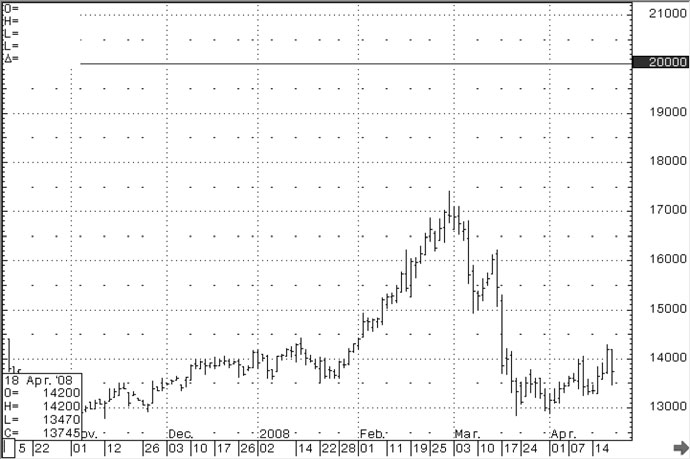 O=
H=
L=
L=
Δ=
21000
20000
19000
18000
17000
16000
15000
14000
13000
18 Apr. '08
O= 14200
H= 14200
L= 13470
C= 13745
ov. Dec. 2008 Feb. Mar. Apr.
5 22 01 12 26 03 10 17 26 02 14 22 28 01 11 19 25 03 10 17 24 01 07 14